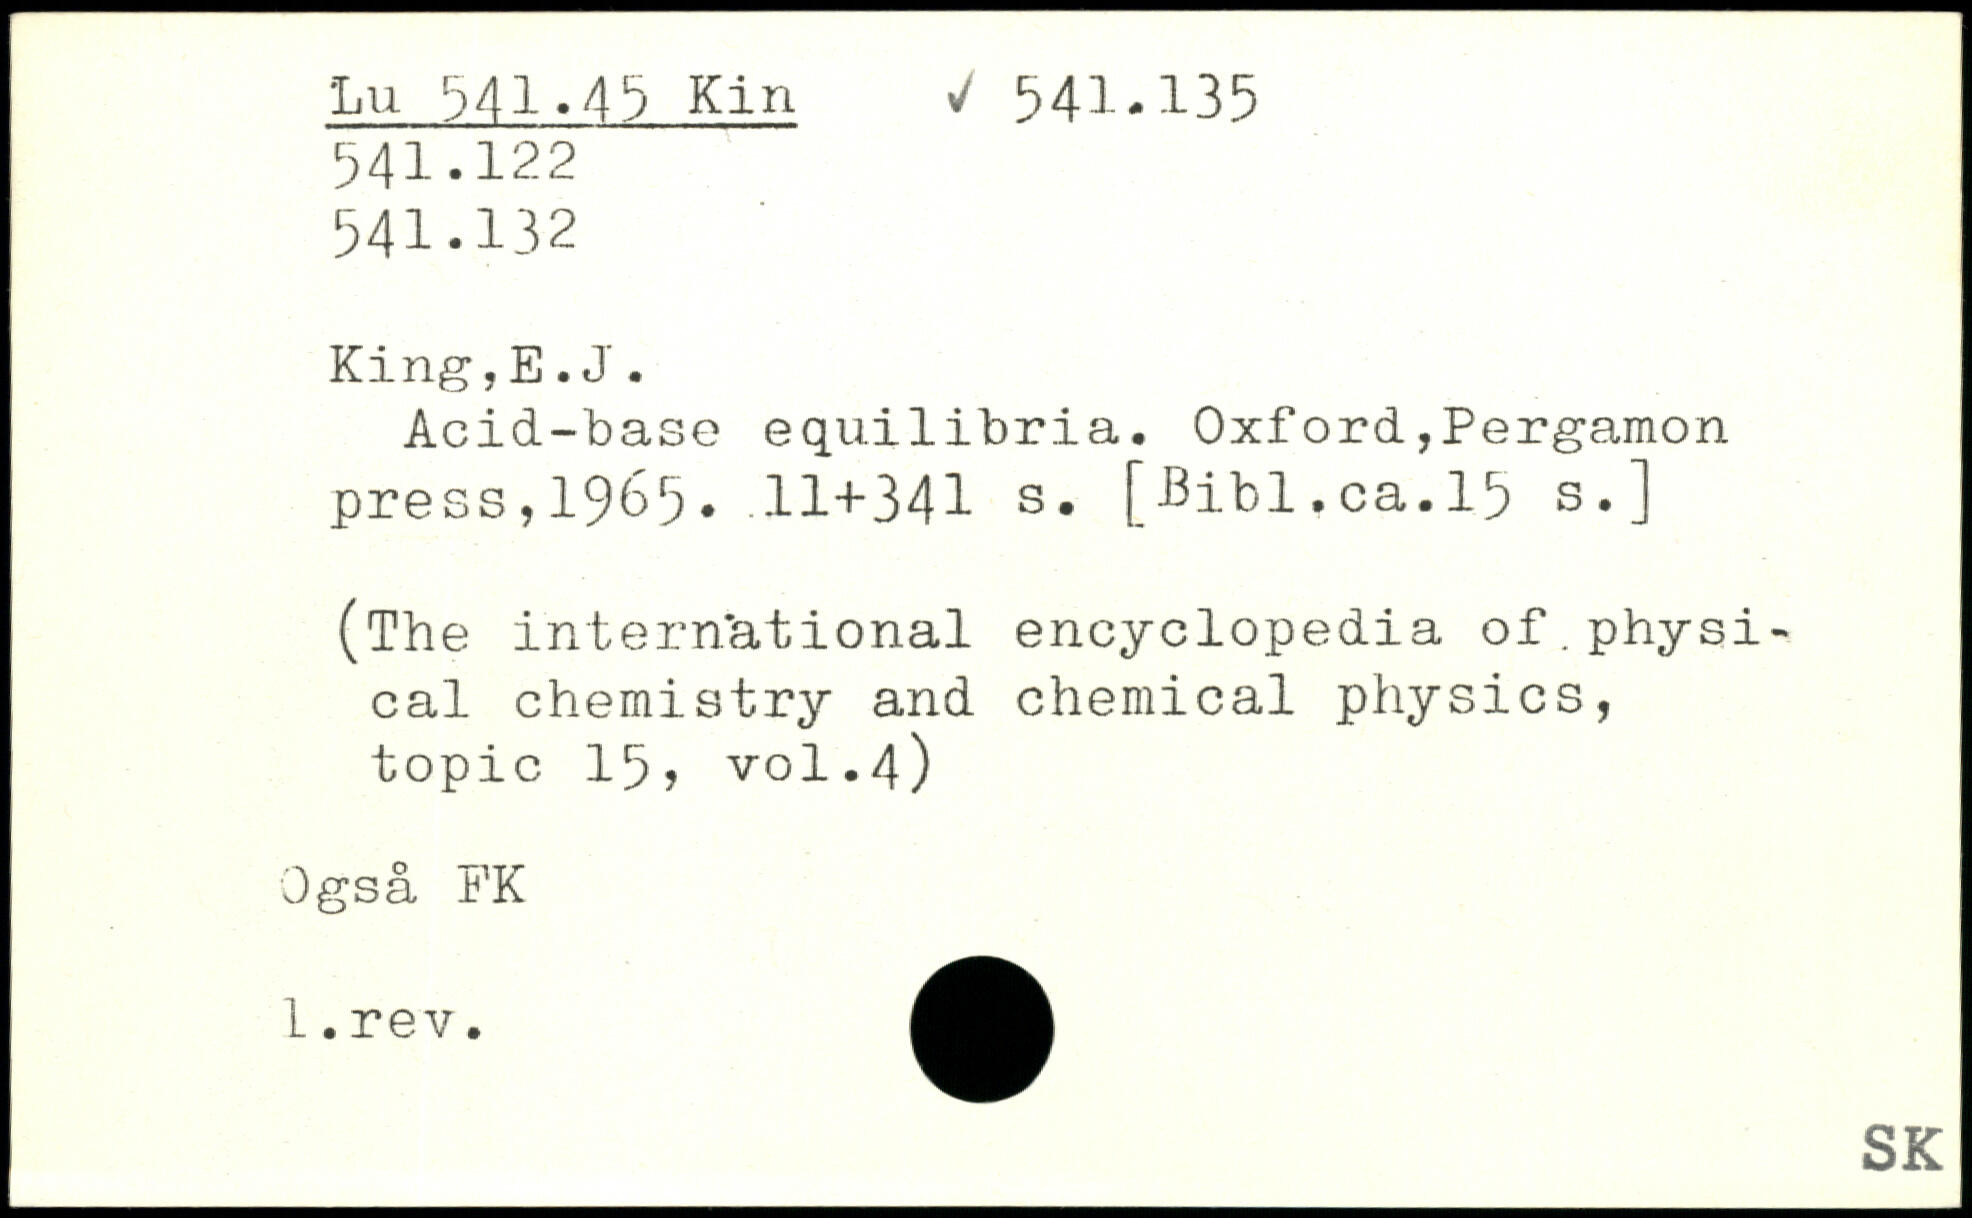 Lu 541.45 Kin ✓ 541.135
541.122
541.132
King,E.J.
Acid-base equilibria. Oxford,Pergamon
press,1965. 11+341 s. [Bibl.ca.15 s.]
(The international encyclopedia of physi-
cal chemistry and chemical physics,
topic 15, vol.4)
Også FK
1.rev.
SK